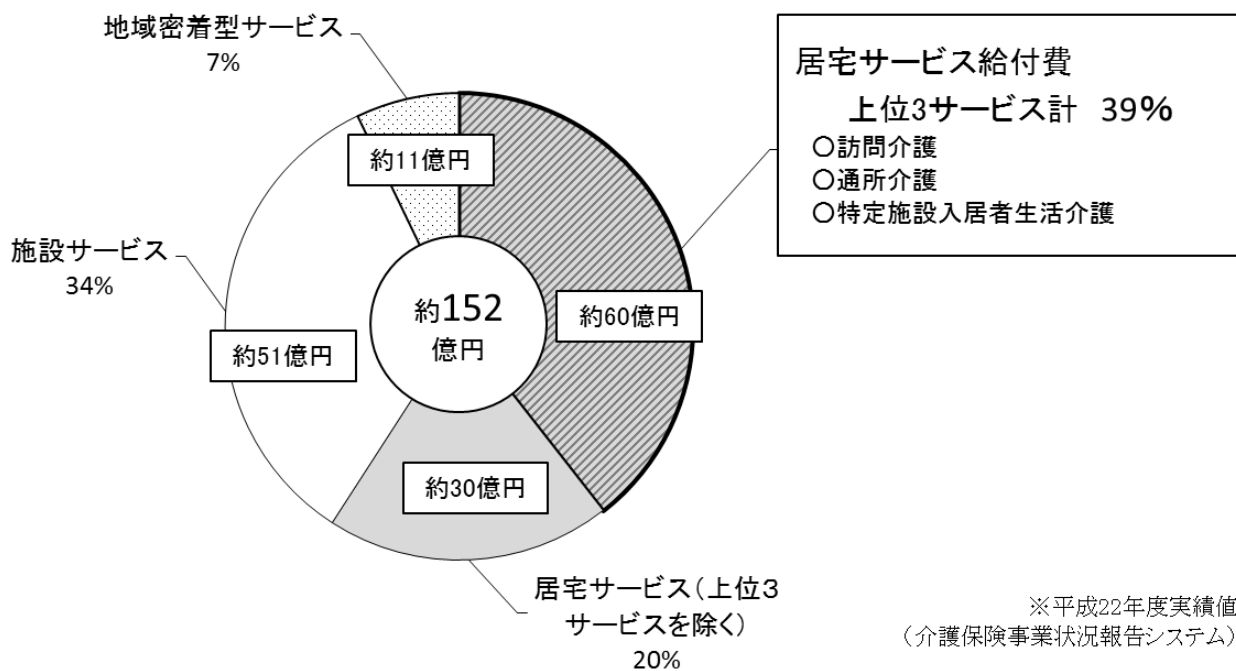 地域密着型サービス
7%
居宅サービス給付費
上位3サービス計 39%
○訪問介護
○通所介護
○特定施設入居者生活介護
約11億円
施設サービス
34%
約152
億円
約60億円
約51億円
約30億円
居宅サービス(上位3
サービスを除く)
20%
※平成22年度実績値
(介護保険事業状況報告システム)